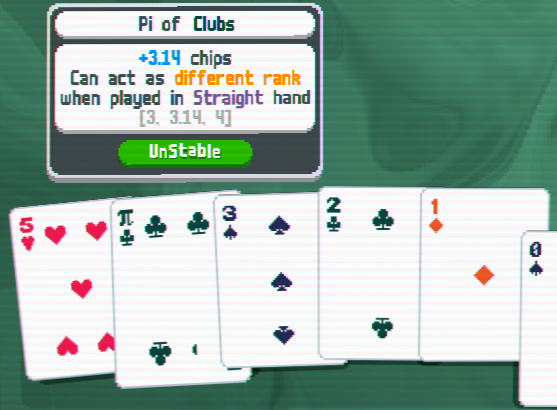 Pi of Clubs
+3.14 chips
Can act as different rank
when played in Straight hand
[3, 3.14, 4]
UnStable
5
π
3
2
1
0